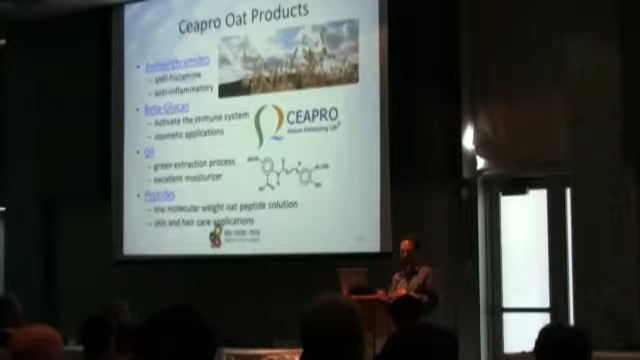 Ceapro Oat Products
• Avenanthramides
– anti-histamine
– anti-inflammatory
• Beta-Glucan
– Activate the immune system
– cosmetic applications
CEAPRO
• Oil
– green extraction process
– excellent moisturizer
• Peptides
– low molecular weight oat peptide solution
– skin and hair care applications